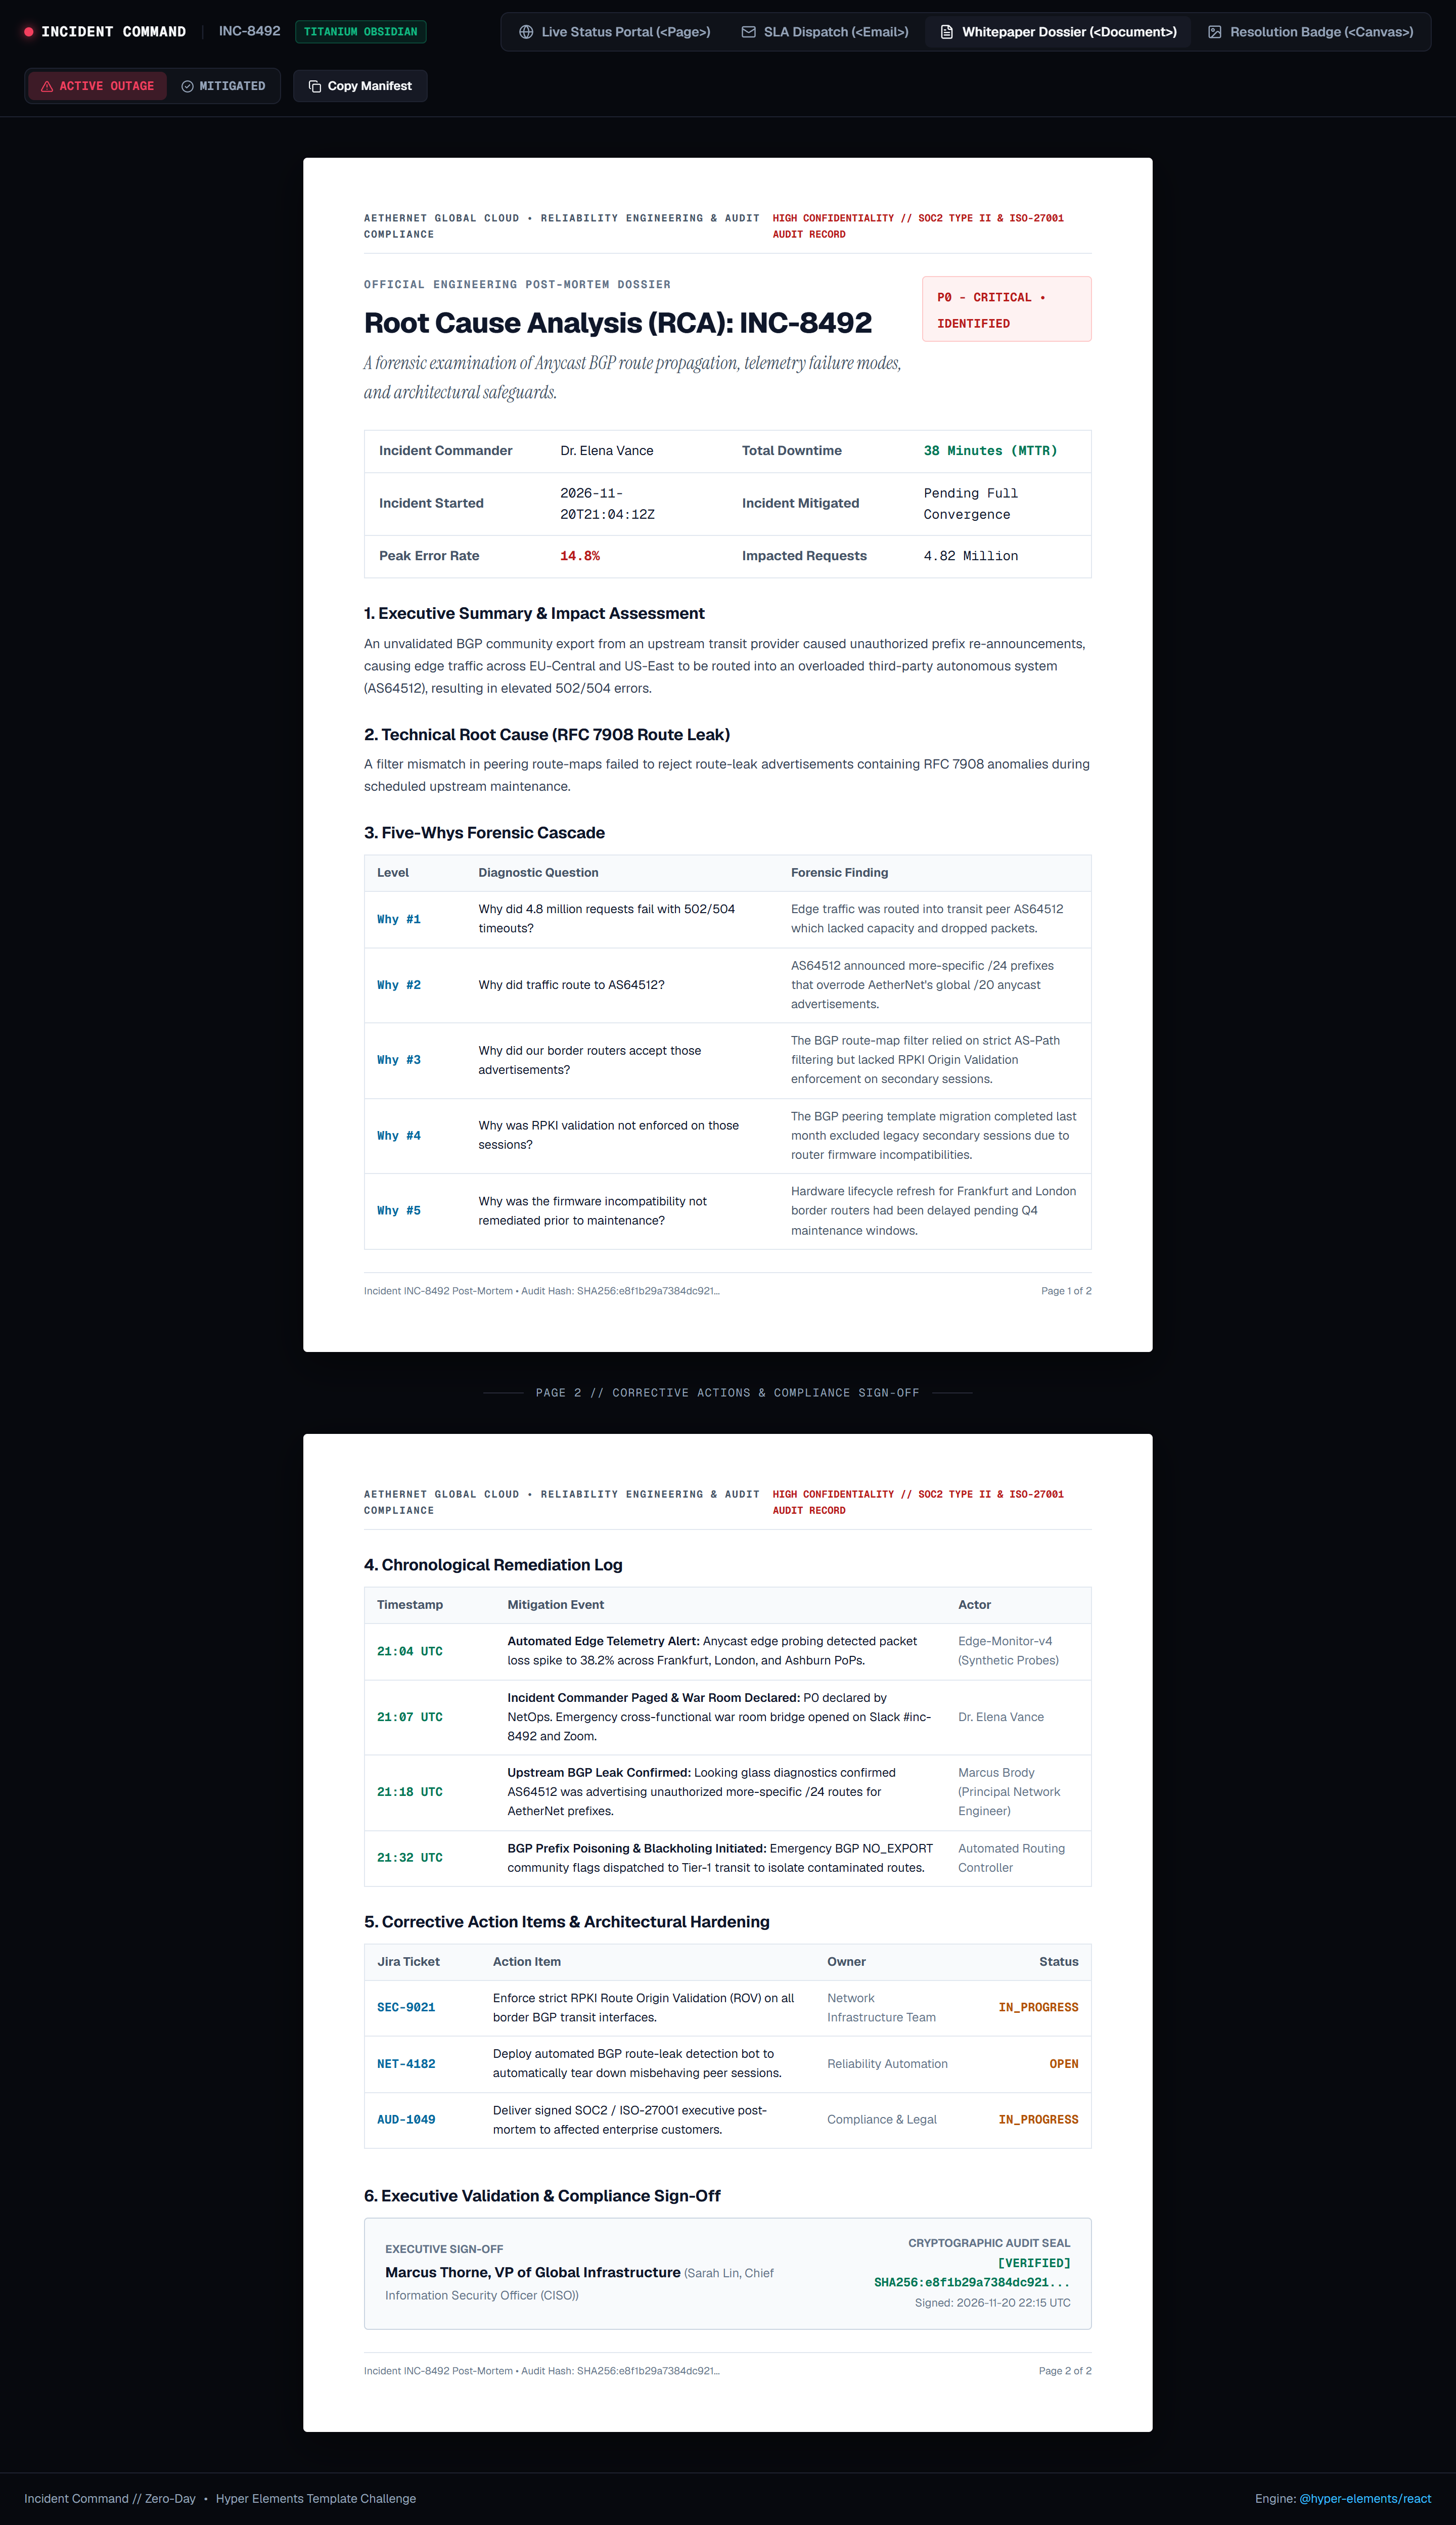 INCIDENT COMMAND
INC-8492
TITANIUM OBSIDIAN
Live Status Portal (<Page>)
SLA Dispatch (<Email>)
Whitepaper Dossier (<Document>)
Resolution Badge (<Canvas>)
ACTIVE OUTAGE
MITIGATED
Copy Manifest
AETHERNET GLOBAL CLOUD • RELIABILITY ENGINEERING & AUDIT
COMPLIANCE
HIGH CONFIDENTIALITY // SOC2 TYPE II & ISO-27001
AUDIT RECORD
OFFICIAL ENGINEERING POST-MORTEM DOSSIER
Root Cause Analysis (RCA): INC-8492
A forensic examination of Anycast BGP route propagation, telemetry failure modes,
and architectural safeguards.
P0 - CRITICAL •
IDENTIFIED
Incident Commander
Dr. Elena Vance
Total Downtime
38 Minutes (MTTR)
Incident Started
2026-11-
20T21:04:12Z
Incident Mitigated
Pending Full
Convergence
Peak Error Rate
14.8%
Impacted Requests
4.82 Million
1. Executive Summary & Impact Assessment
An unvalidated BGP community export from an upstream transit provider caused unauthorized prefix re-announcements,
causing edge traffic across EU-Central and US-East to be routed into an overloaded third-party autonomous system
(AS64512), resulting in elevated 502/504 errors.
2. Technical Root Cause (RFC 7908 Route Leak)
A filter mismatch in peering route-maps failed to reject route-leak advertisements containing RFC 7908 anomalies during
scheduled upstream maintenance.
3. Five-Whys Forensic Cascade
Level
Diagnostic Question
Forensic Finding
Why #1
Why did 4.8 million requests fail with 502/504
timeouts?
Edge traffic was routed into transit peer AS64512
which lacked capacity and dropped packets.
Why #2
Why did traffic route to AS64512?
AS64512 announced more-specific /24 prefixes
that overrode AetherNet's global /20 anycast
advertisements.
Why #3
Why did our border routers accept those
advertisements?
The BGP route-map filter relied on strict AS-Path
filtering but lacked RPKI Origin Validation
enforcement on secondary sessions.
Why #4
Why was RPKI validation not enforced on those
sessions?
The BGP peering template migration completed last
month excluded legacy secondary sessions due to
router firmware incompatibilities.
Why #5
Why was the firmware incompatibility not
remediated prior to maintenance?
Hardware lifecycle refresh for Frankfurt and London
border routers had been delayed pending Q4
maintenance windows.
Incident INC-8492 Post-Mortem • Audit Hash: SHA256:e8f1b29a7384dc921...
Page 1 of 2
PAGE 2 // CORRECTIVE ACTIONS & COMPLIANCE SIGN-OFF
AETHERNET GLOBAL CLOUD • RELIABILITY ENGINEERING & AUDIT
COMPLIANCE
HIGH CONFIDENTIALITY // SOC2 TYPE II & ISO-27001
AUDIT RECORD
4. Chronological Remediation Log
Timestamp
Mitigation Event
Actor
21:04 UTC
Automated Edge Telemetry Alert: Anycast edge probing detected packet
loss spike to 38.2% across Frankfurt, London, and Ashburn PoPs.
Edge-Monitor-v4
(Synthetic Probes)
21:07 UTC
Incident Commander Paged & War Room Declared: P0 declared by
NetOps. Emergency cross-functional war room bridge opened on Slack #inc-
8492 and Zoom.
Dr. Elena Vance
21:18 UTC
Upstream BGP Leak Confirmed: Looking glass diagnostics confirmed
AS64512 was advertising unauthorized more-specific /24 routes for
AetherNet prefixes.
Marcus Brody
(Principal Network
Engineer)
21:32 UTC
BGP Prefix Poisoning & Blackholing Initiated: Emergency BGP NO_EXPORT
community flags dispatched to Tier-1 transit to isolate contaminated routes.
Automated Routing
Controller
5. Corrective Action Items & Architectural Hardening
Jira Ticket
Action Item
Owner
Status
SEC-9021
Enforce strict RPKI Route Origin Validation (ROV) on all
border BGP transit interfaces.
Network
Infrastructure Team
IN_PROGRESS
NET-4182
Deploy automated BGP route-leak detection bot to
automatically tear down misbehaving peer sessions.
Reliability Automation
OPEN
AUD-1049
Deliver signed SOC2 / ISO-27001 executive post-
mortem to affected enterprise customers.
Compliance & Legal
IN_PROGRESS
6. Executive Validation & Compliance Sign-Off
EXECUTIVE SIGN-OFF
Marcus Thorne, VP of Global Infrastructure (Sarah Lin, Chief
Information Security Officer (CISO))
CRYPTOGRAPHIC AUDIT SEAL
[VERIFIED]
SHA256:e8f1b29a7384dc921...
Signed: 2026-11-20 22:15 UTC
Incident INC-8492 Post-Mortem • Audit Hash: SHA256:e8f1b29a7384dc921...
Page 2 of 2
Incident Command // Zero-Day • Hyper Elements Template Challenge
Engine: @hyper-elements/react